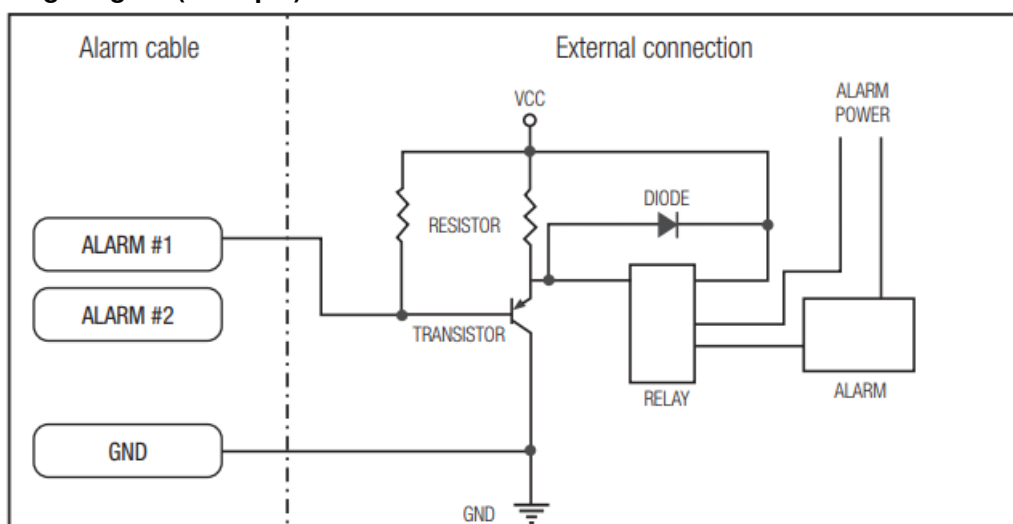 Alarm cable
External connection
VCC
ALARM
POWER
DIODE
RESISTOR
ALARM #1
ALARM #2
TRANSISTOR
RELAY
ALARM
GND
GND